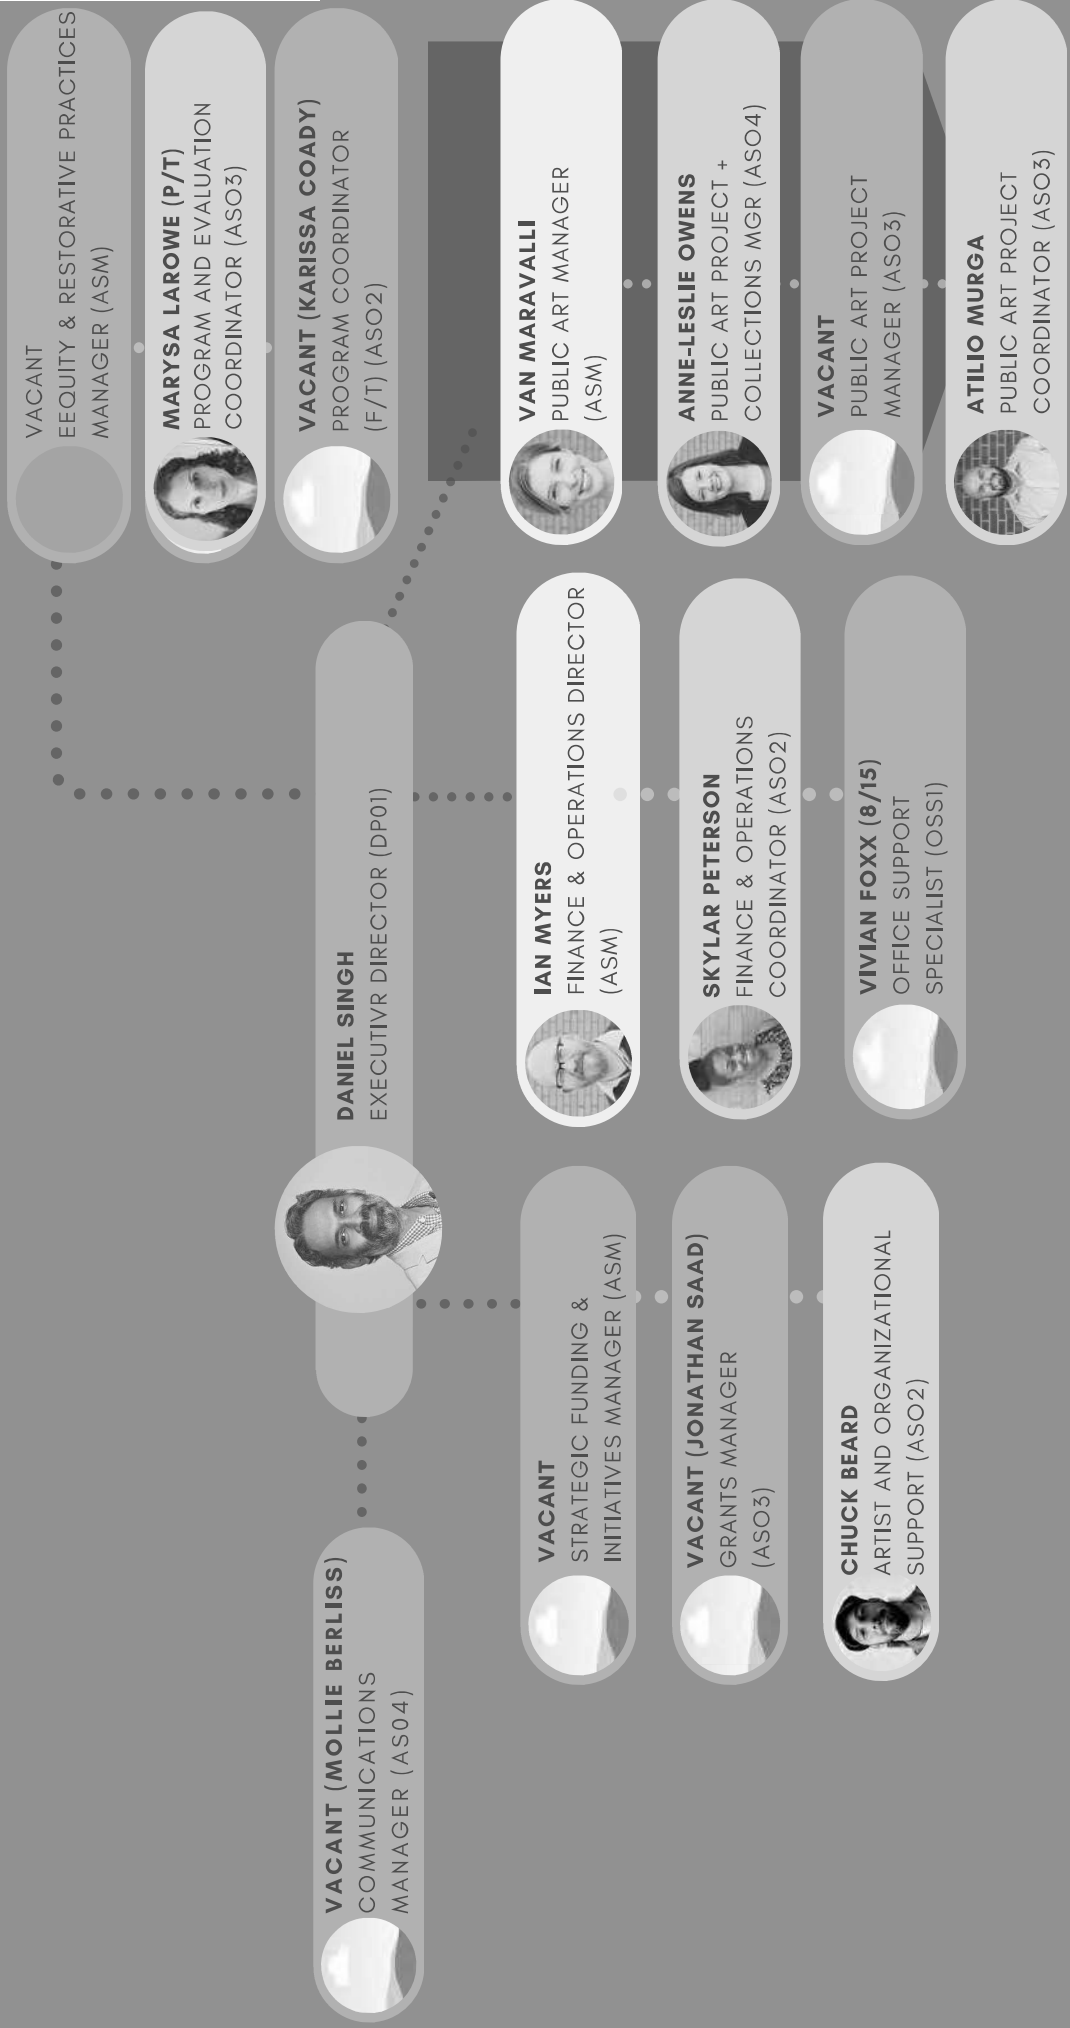 VACANT
EEQUITY & RESTORATIVE PRACTICES
MANAGER (ASM)
MARYSA LAROWE (P/T)
PROGRAM AND EVALUATION
COORDINATOR (ASO3)
VACANT (KARISSA COADY)
PROGRAM COORDINATOR
(F/T) (ASO2)
VACANT (MOLLIE BERLISS)
COMMUNICATIONS
MANAGER (AS04)
DANIEL SINGH
EXECUTIVR DIRECTOR (DP01)
VACANT
STRATEGIC FUNDING &
INITIATIVES MANAGER (ASM)
VACANT (JONATHAN SAAD)
GRANTS MANAGER
(ASO3)
CHUCK BEARD
ARTIST AND ORGANIZATIONAL
SUPPORT (ASO2)
IAN MYERS
FINANCE & OPERATIONS DIRECTOR
(ASM)
SKYLAR PETERSON
FINANCE & OPERATIONS
COORDINATOR (ASO2)
VIVIAN FOXX (8/15)
OFFICE SUPPORT
SPECIALIST (OSS1)
VAN MARAVALLI
PUBLIC ART MANAGER
(ASM)
ANNE-LESLIE OWENS
PUBLIC ART PROJECT +
COLLECTIONS MGR (ASO4)
VACANT
PUBLIC ART PROJECT
MANAGER (ASO3)
ATILIO MURGA
PUBLIC ART PROJECT
COORDINATOR (ASO3)